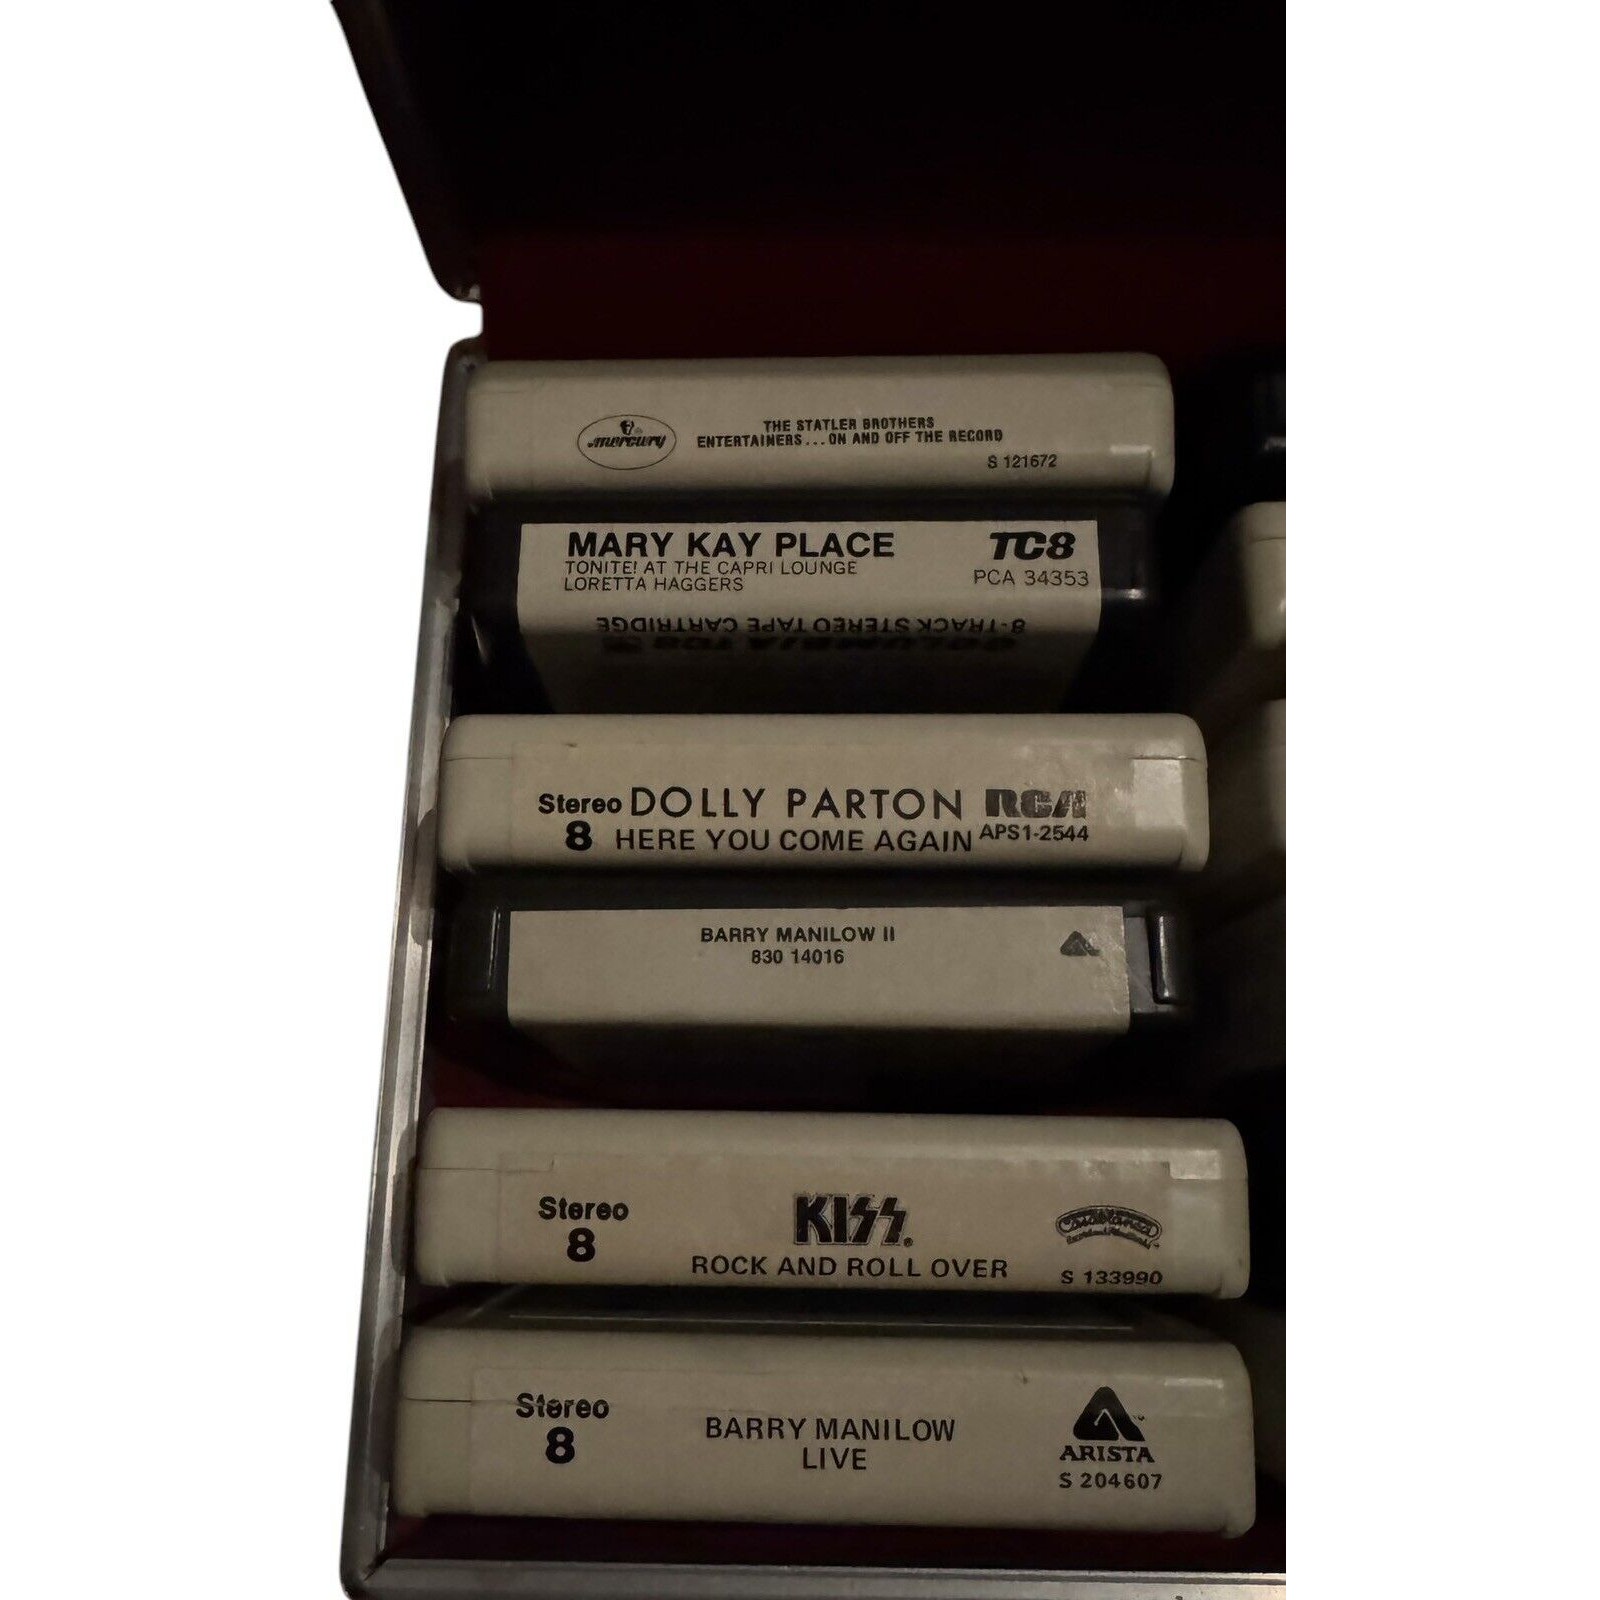 mercury
THE STATLER BROTHERS
ENTERTAINERS...ON AND OFF THE RECORD
S 121672
MARY KAY PLACE
TC8
TONITE! AT THE CAPRI LOUNGE
LORETTA HAGGERS
PCA 34353
8-TRACK STEREO TAPE CARTRIDGE
COLUMBIA TC8
Stereo
8
DOLLY PARTON
HERE YOU COME AGAIN
RCA
APS1-2544
BARRY MANILOW II
830 14016
Stereo
8
KISS
ROCK AND ROLL OVER
Casablanca
S 133990
Stereo
8
BARRY MANILOW
LIVE
ARISTA
S 204607